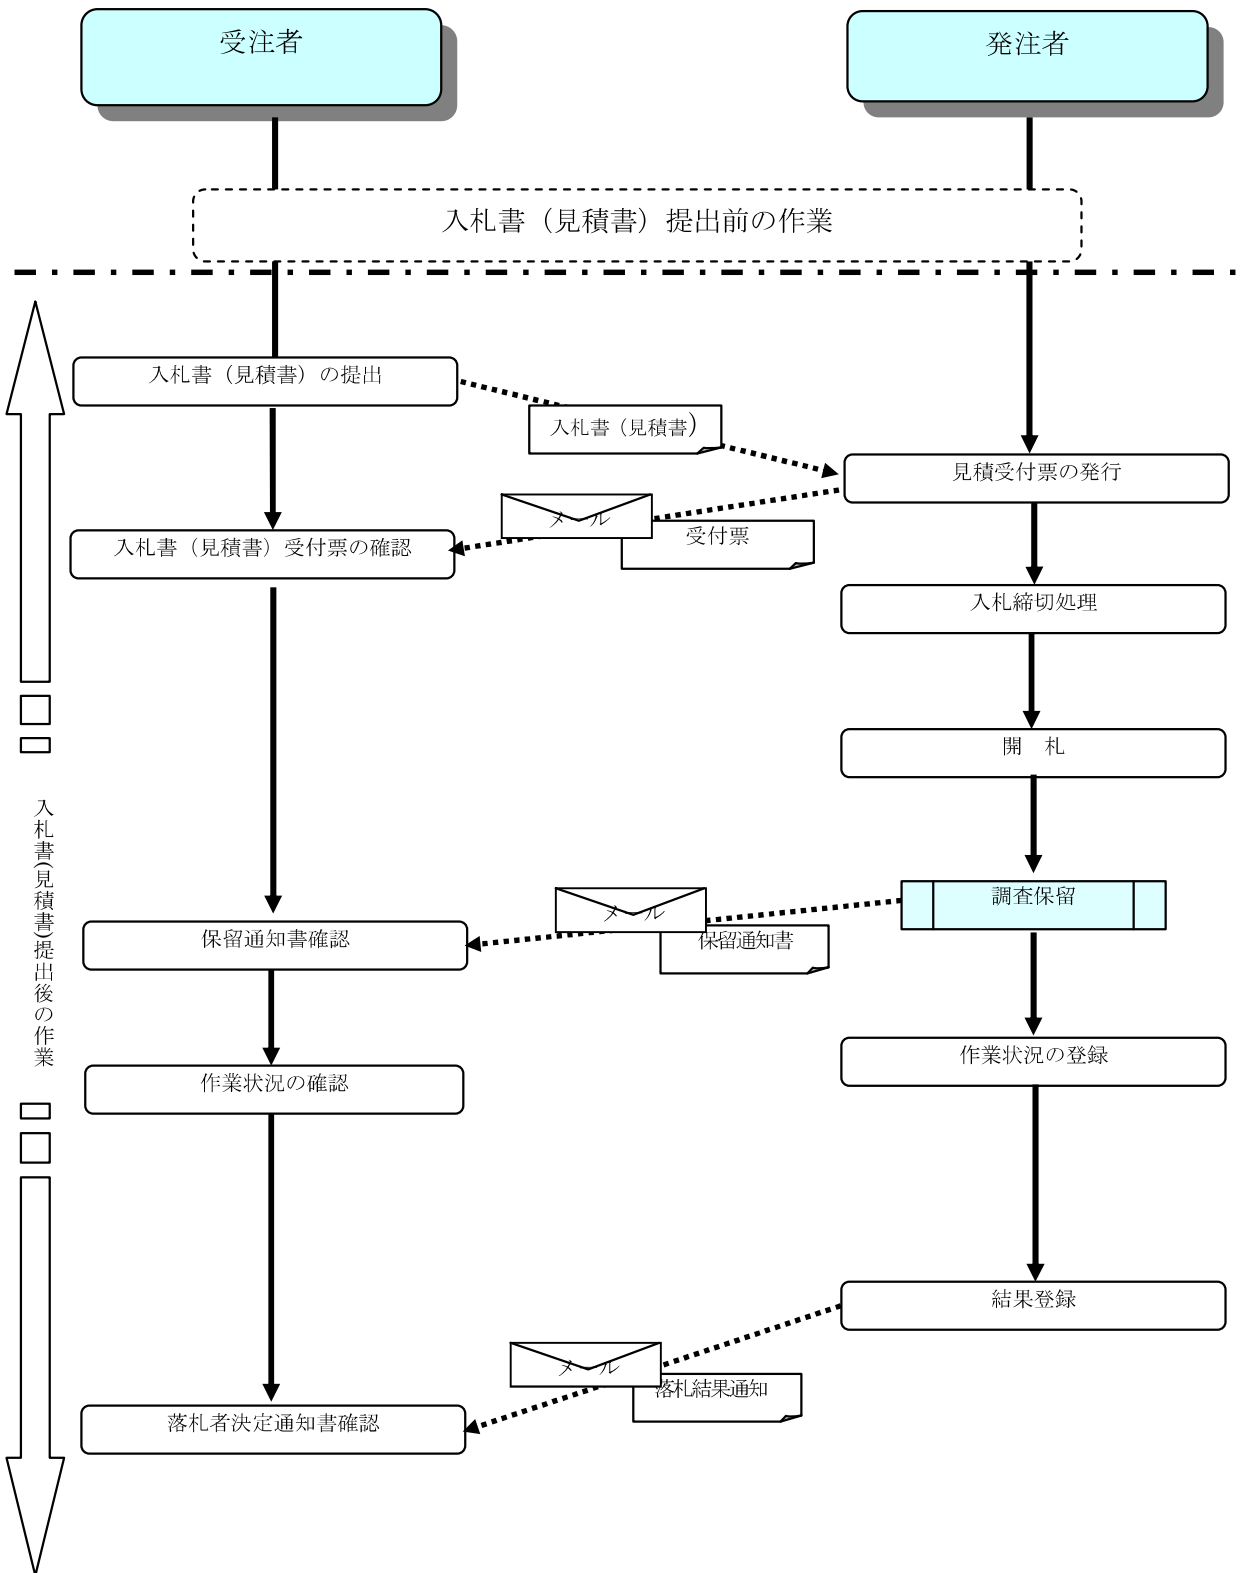 受注者
発注者
入札書（見積書）提出前の作業
入札書（見積書）の提出
入札書（見積書）
見積受付票の発行
メール
受付票
入札書（見積書）受付票の確認
入札締切処理
開　札
入札書(見積書)提出後の作業
調査保留
メール
保留通知書
保留通知書確認
作業状況の登録
作業状況の確認
結果登録
メール
落札結果通知
落札者決定通知書確認